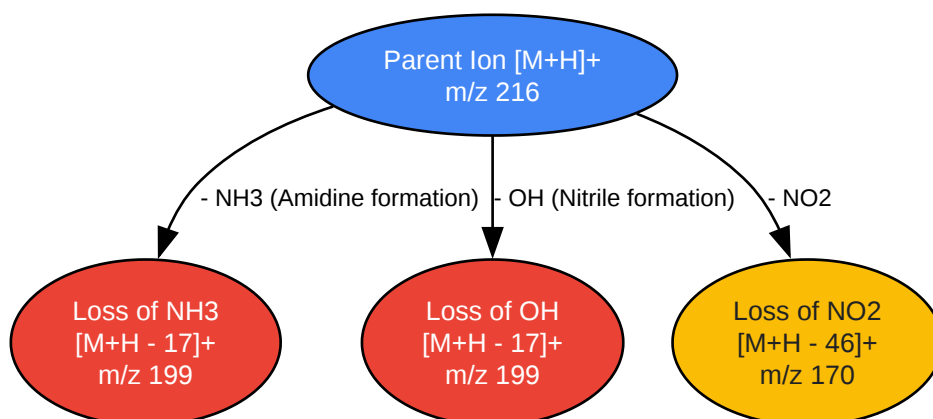 Parent Ion [M+H]+
m/z 216
- NH3 (Amidine formation)
- OH (Nitrile formation)
- NO2
Loss of NH3
[M+H - 17]+
m/z 199
Loss of OH
[M+H - 17]+
m/z 199
Loss of NO2
[M+H - 46]+
m/z 170